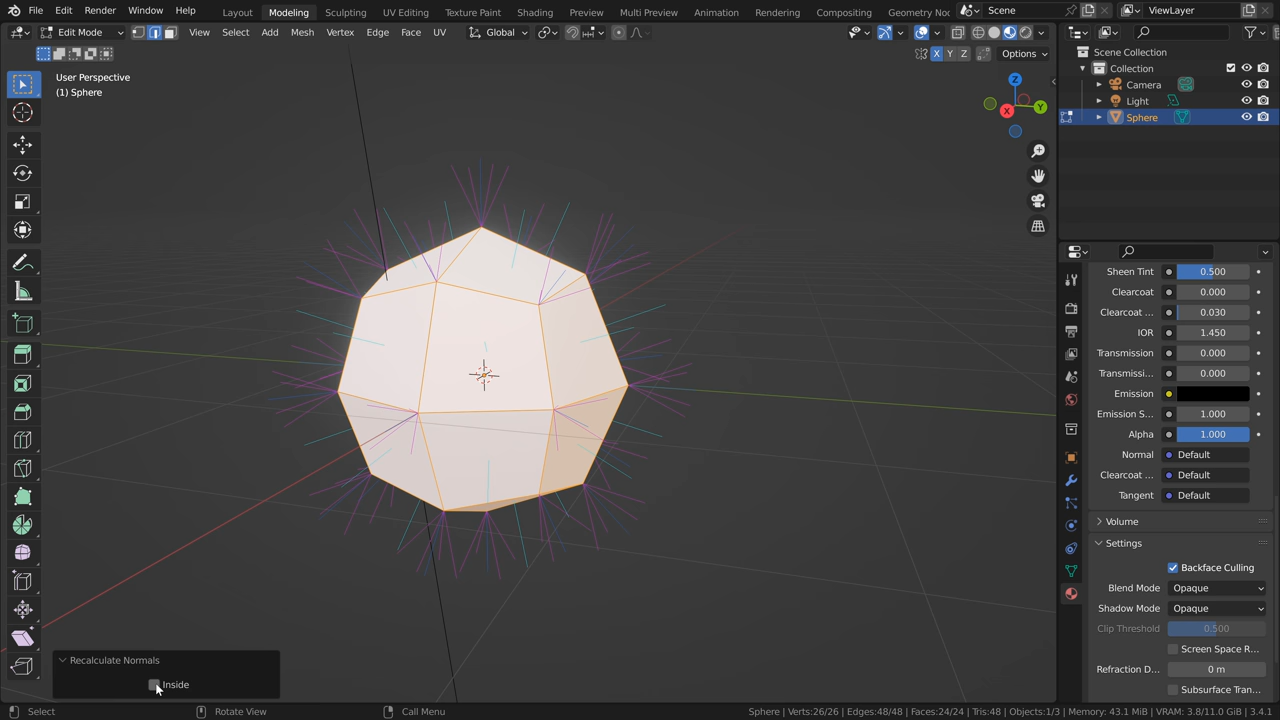 File Edit Render Window Help Layout Modeling Sculpting UV Editing Texture Paint Shading Preview Multi Preview Animation Rendering Compositing Geometry Noc Scene ViewLayer
Edit Mode View Select Add Mesh Vertex Edge Face UV Global
X Y Z Options
User Perspective
(1) Sphere
Z
Y
X
Scene Collection
Collection
Camera
Light
Sphere
Sheen Tint 0.500
Clearcoat 0.000
Clearcoat ... 0.030
IOR 1.450
Transmission 0.000
Transmissi... 0.000
Emission
Emission S... 1.000
Alpha 1.000
Normal Default
Clearcoat ... Default
Tangent Default
Volume
Settings
Backface Culling
Blend Mode Opaque
Shadow Mode Opaque
Clip Threshold 0.500
Screen Space R...
Refraction D... 0 m
Subsurface Tran...
Recalculate Normals
Inside
Select Rotate View Call Menu Sphere | Verts:26/26 | Edges:48/48 | Faces:24/24 | Tris:48 | Objects:1/3 | Memory: 43.1 MiB | VRAM: 3.8/11.0 GiB | 3.4.1